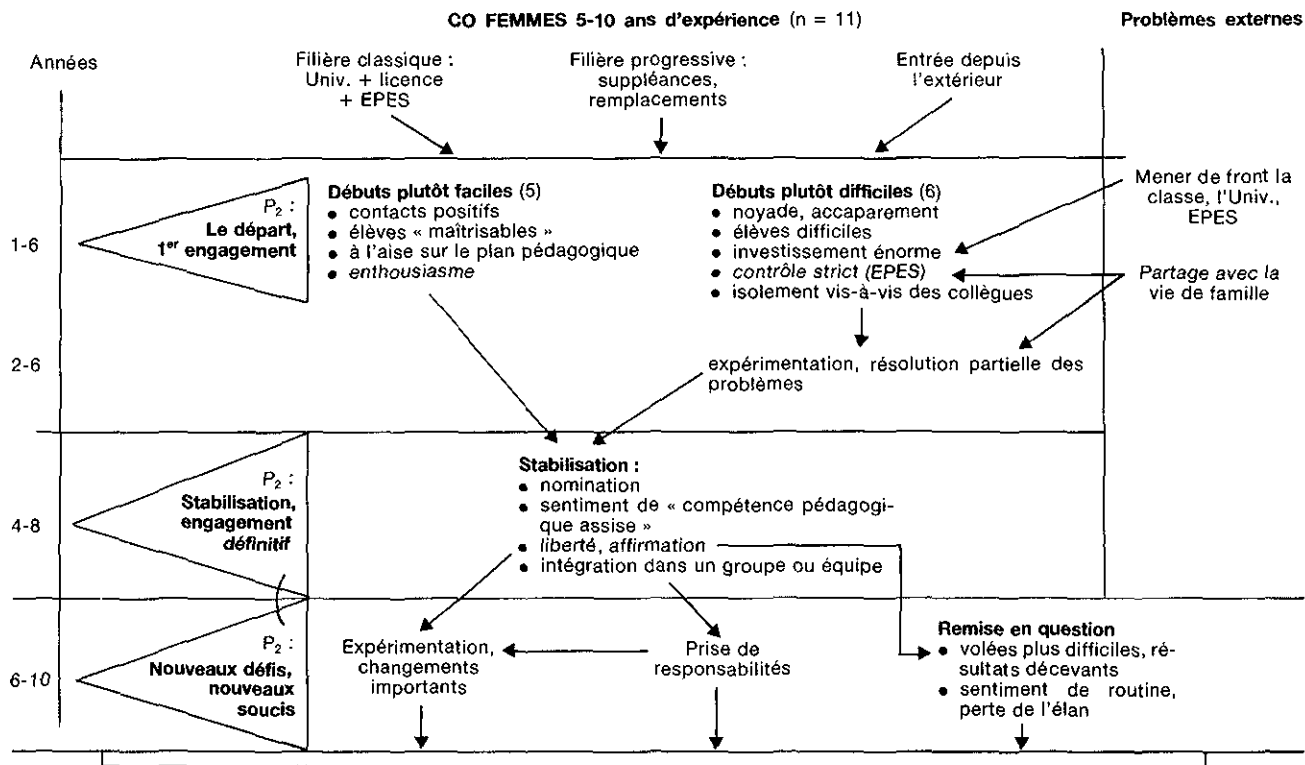 CO FEMMES 5-10 ans d'expérience (n = 11)
Problèmes externes
Années
Filière classique :
Univ. + licence
+ EPES
Filière progressive :
suppléances,
remplacements
Entrée depuis
l'extérieur
1-6
P2 :
Le départ,
1er engagement
Débuts plutôt faciles (5)
• contacts positifs
• élèves « maîtrisables »
• à l'aise sur le plan pédagogique
• enthousiasme
Débuts plutôt difficiles (6)
• noyade, accaparement
• élèves difficiles
• investissement énorme
• contrôle strict (EPES)
• isolement vis-à-vis des collègues
Mener de front la
classe, l'Univ.,
EPES
Partage avec la
vie de famille
2-6
expérimentation, résolution partielle des
problèmes
4-8
P2 :
Stabilisation,
engagement
définitif
Stabilisation :
• nomination
• sentiment de « compétence pédagogi-
que assise »
• liberté, affirmation
• intégration dans un groupe ou équipe
6-10
P2 :
Nouveaux défis,
nouveaux
soucis
Expérimentation,
changements
importants
Prise de
responsabilités
Remise en question
• volées plus difficiles, ré-
sultats décevants
• sentiment de routine,
perte de l'élan